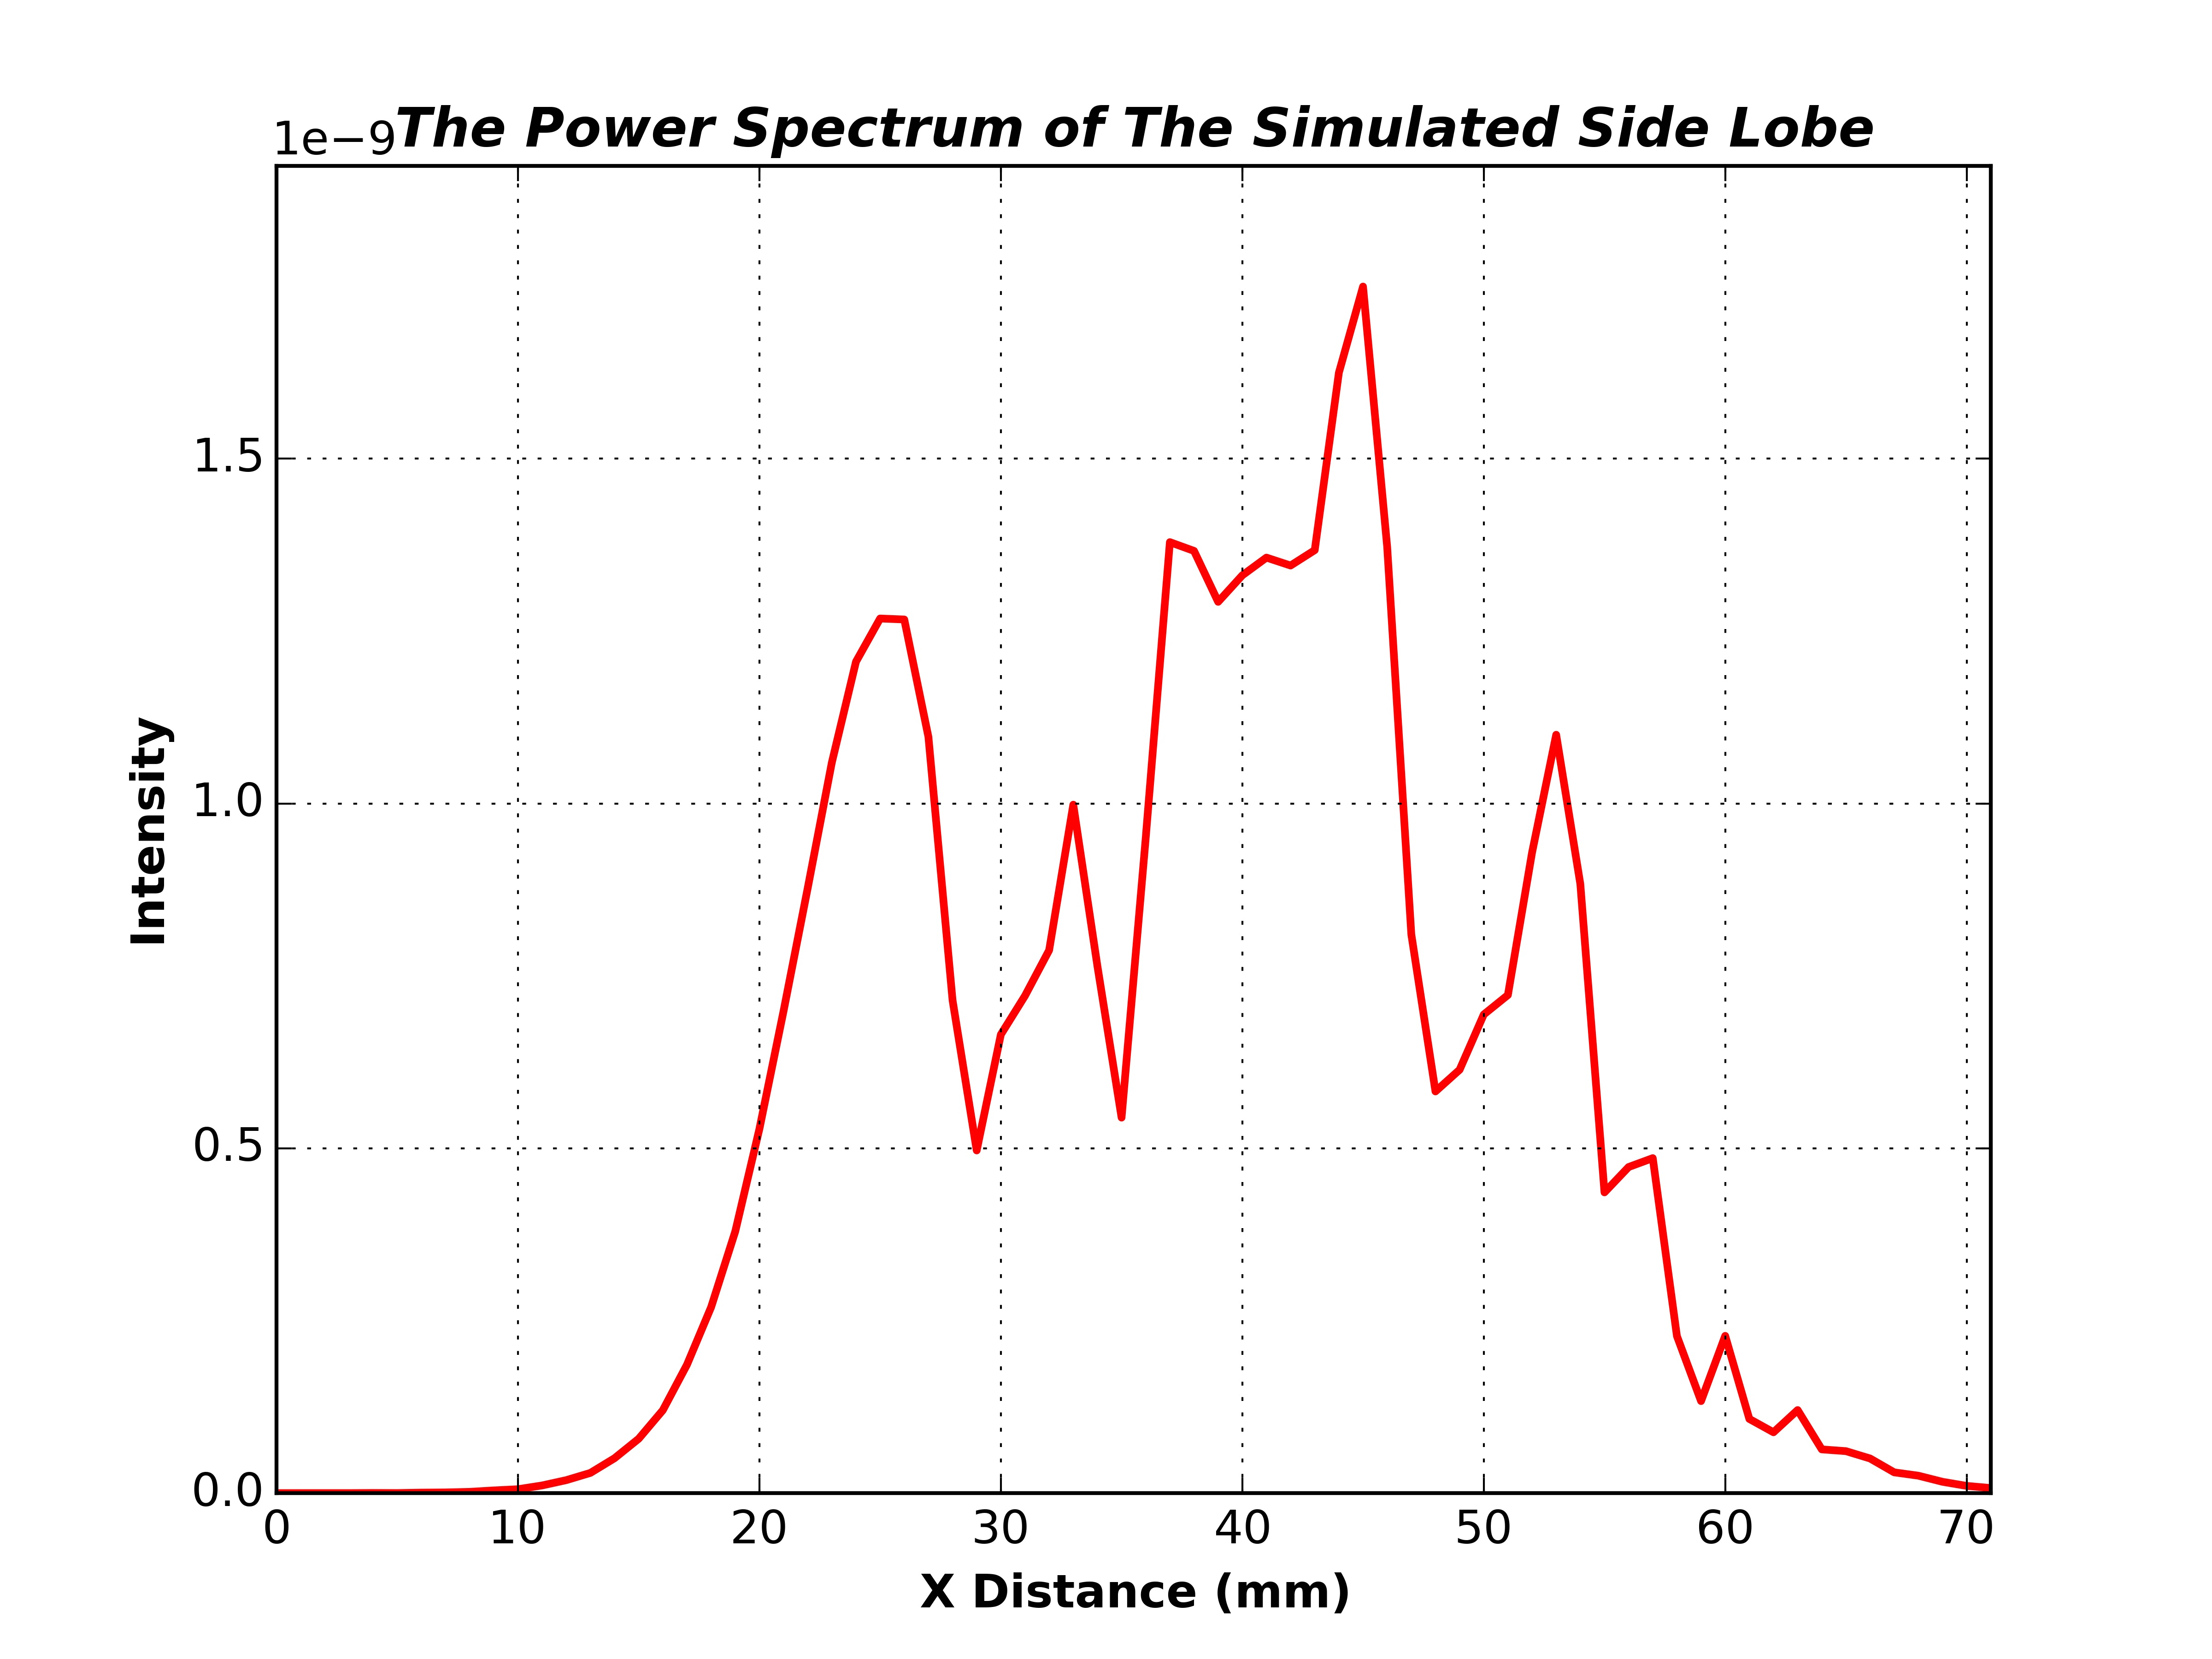 The Power Spectrum of The Simulated Side Lobe
1e−9
1.5
1.0
0.5
0.0
Intensity
0 10 20 30 40 50 60 70
X Distance (mm)